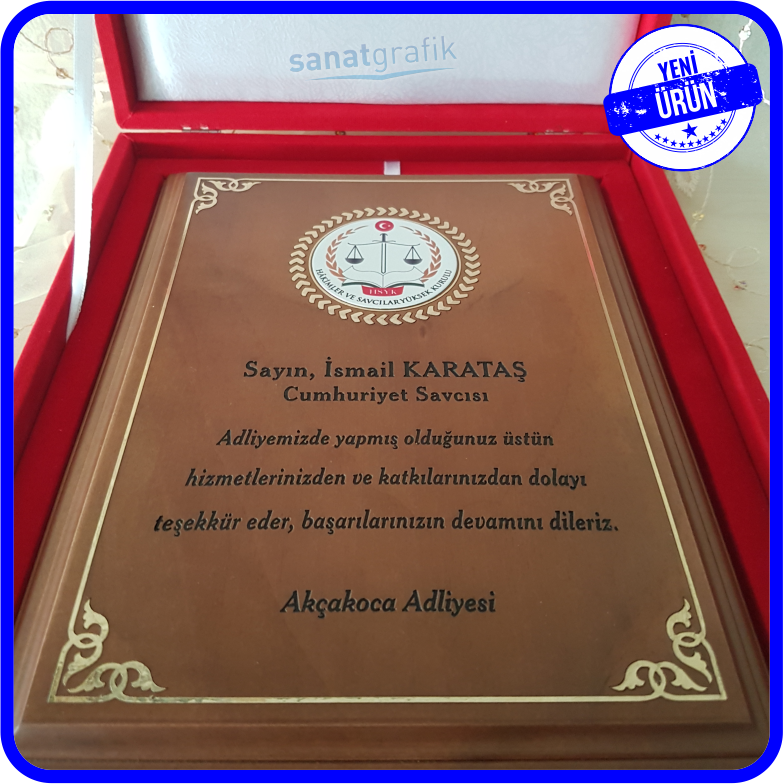 sanatgrafik
YENİ
ÜRÜN
HAKİMLER VE SAVCILAR YÜKSEK KURULU
HSYK
Sayın, İsmail KARATAŞ
Cumhuriyet Savcısı
Adliyemizde yapmış olduğunuz üstün
hizmetlerinizden ve katkılarınızdan dolayı
teşekkür eder, başarılarınızın devamını dileriz.
Akçakoca Adliyesi